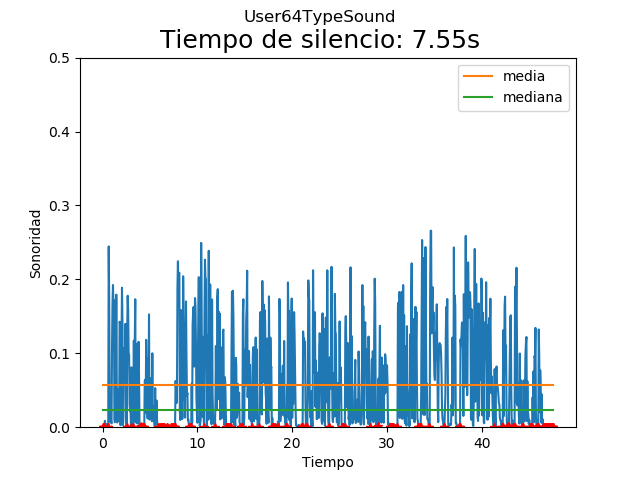 User64TypeSound
Tiempo de silencio: 7.55s
0.5
media
mediana
0.4
0.3
Sonoridad
0.2
0.1
0.0
0 10 20 30 40
Tiempo